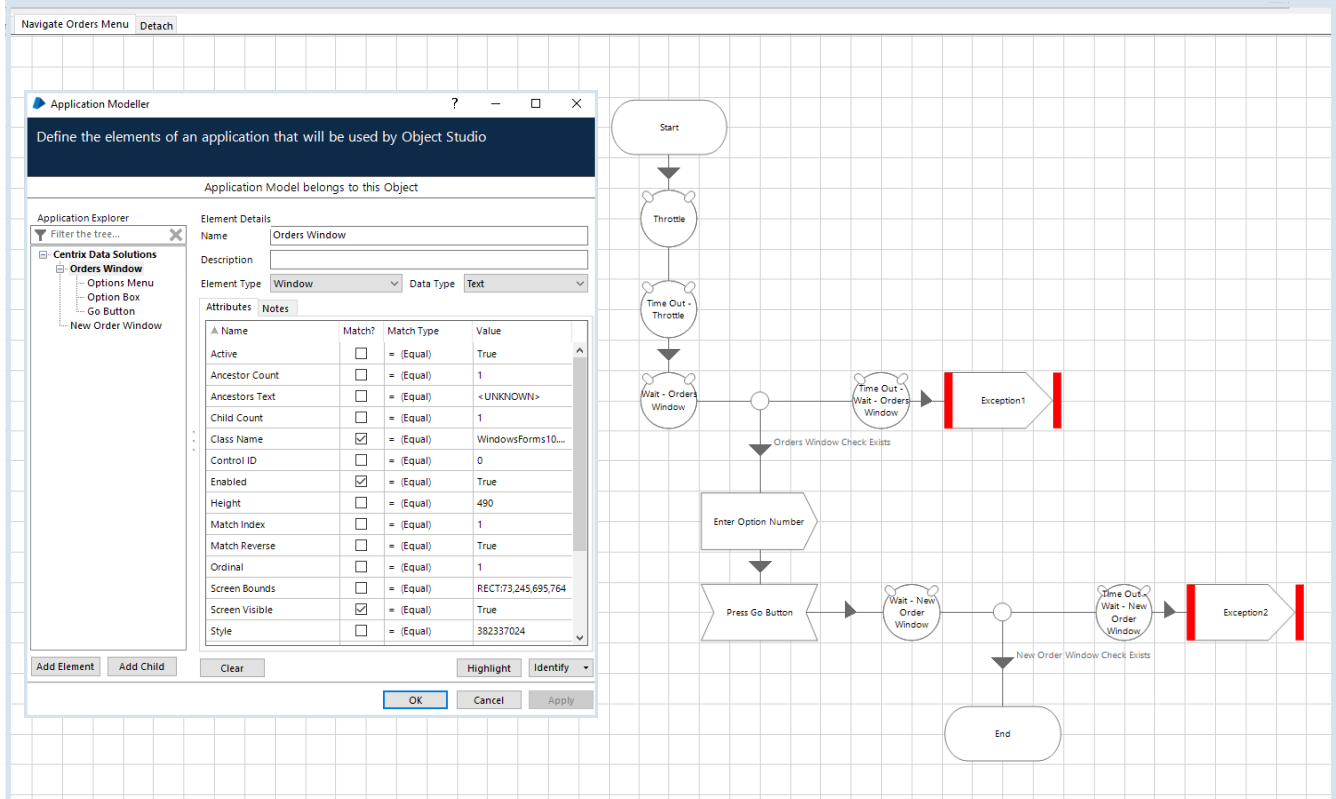 Navigate Orders Menu Detach
Application Modeller
?
Define the elements of an application that will be used by Object Studio
Application Model belongs to this Object
Application Explorer
Filter the tree...
Centrix Data Solutions
Orders Window
Options Menu
Option Box
Go Button
New Order Window
Add Element Add Child
Element Details
Name Orders Window
Description
Element Type Window Data Type Text
Attributes Notes
Name Match? Match Type Value
Active = (Equal) True
Ancestor Count = (Equal) 1
Ancestors Text = (Equal) <UNKNOWN>
Child Count = (Equal) 1
Class Name = (Equal) WindowsForms10....
Control ID = (Equal) 0
Enabled = (Equal) True
Height = (Equal) 490
Match Index = (Equal) 1
Match Reverse = (Equal) True
Ordinal = (Equal) 1
Screen Bounds = (Equal) RECT:73,245,695,764
Screen Visible = (Equal) True
Style = (Equal) 382337024
Clear Highlight Identify
OK Cancel Apply
Start
Throttle
Time Out -
Throttle
Wait - Orders
Window
Time Out -
Wait - Orders
Window
Exception1
Orders Window Check Exists
Enter Option Number
Press Go Button
Wait - New
Order
Window
Time Out -
Wait - New
Order
Window
Exception2
New Order Window Check Exists
End